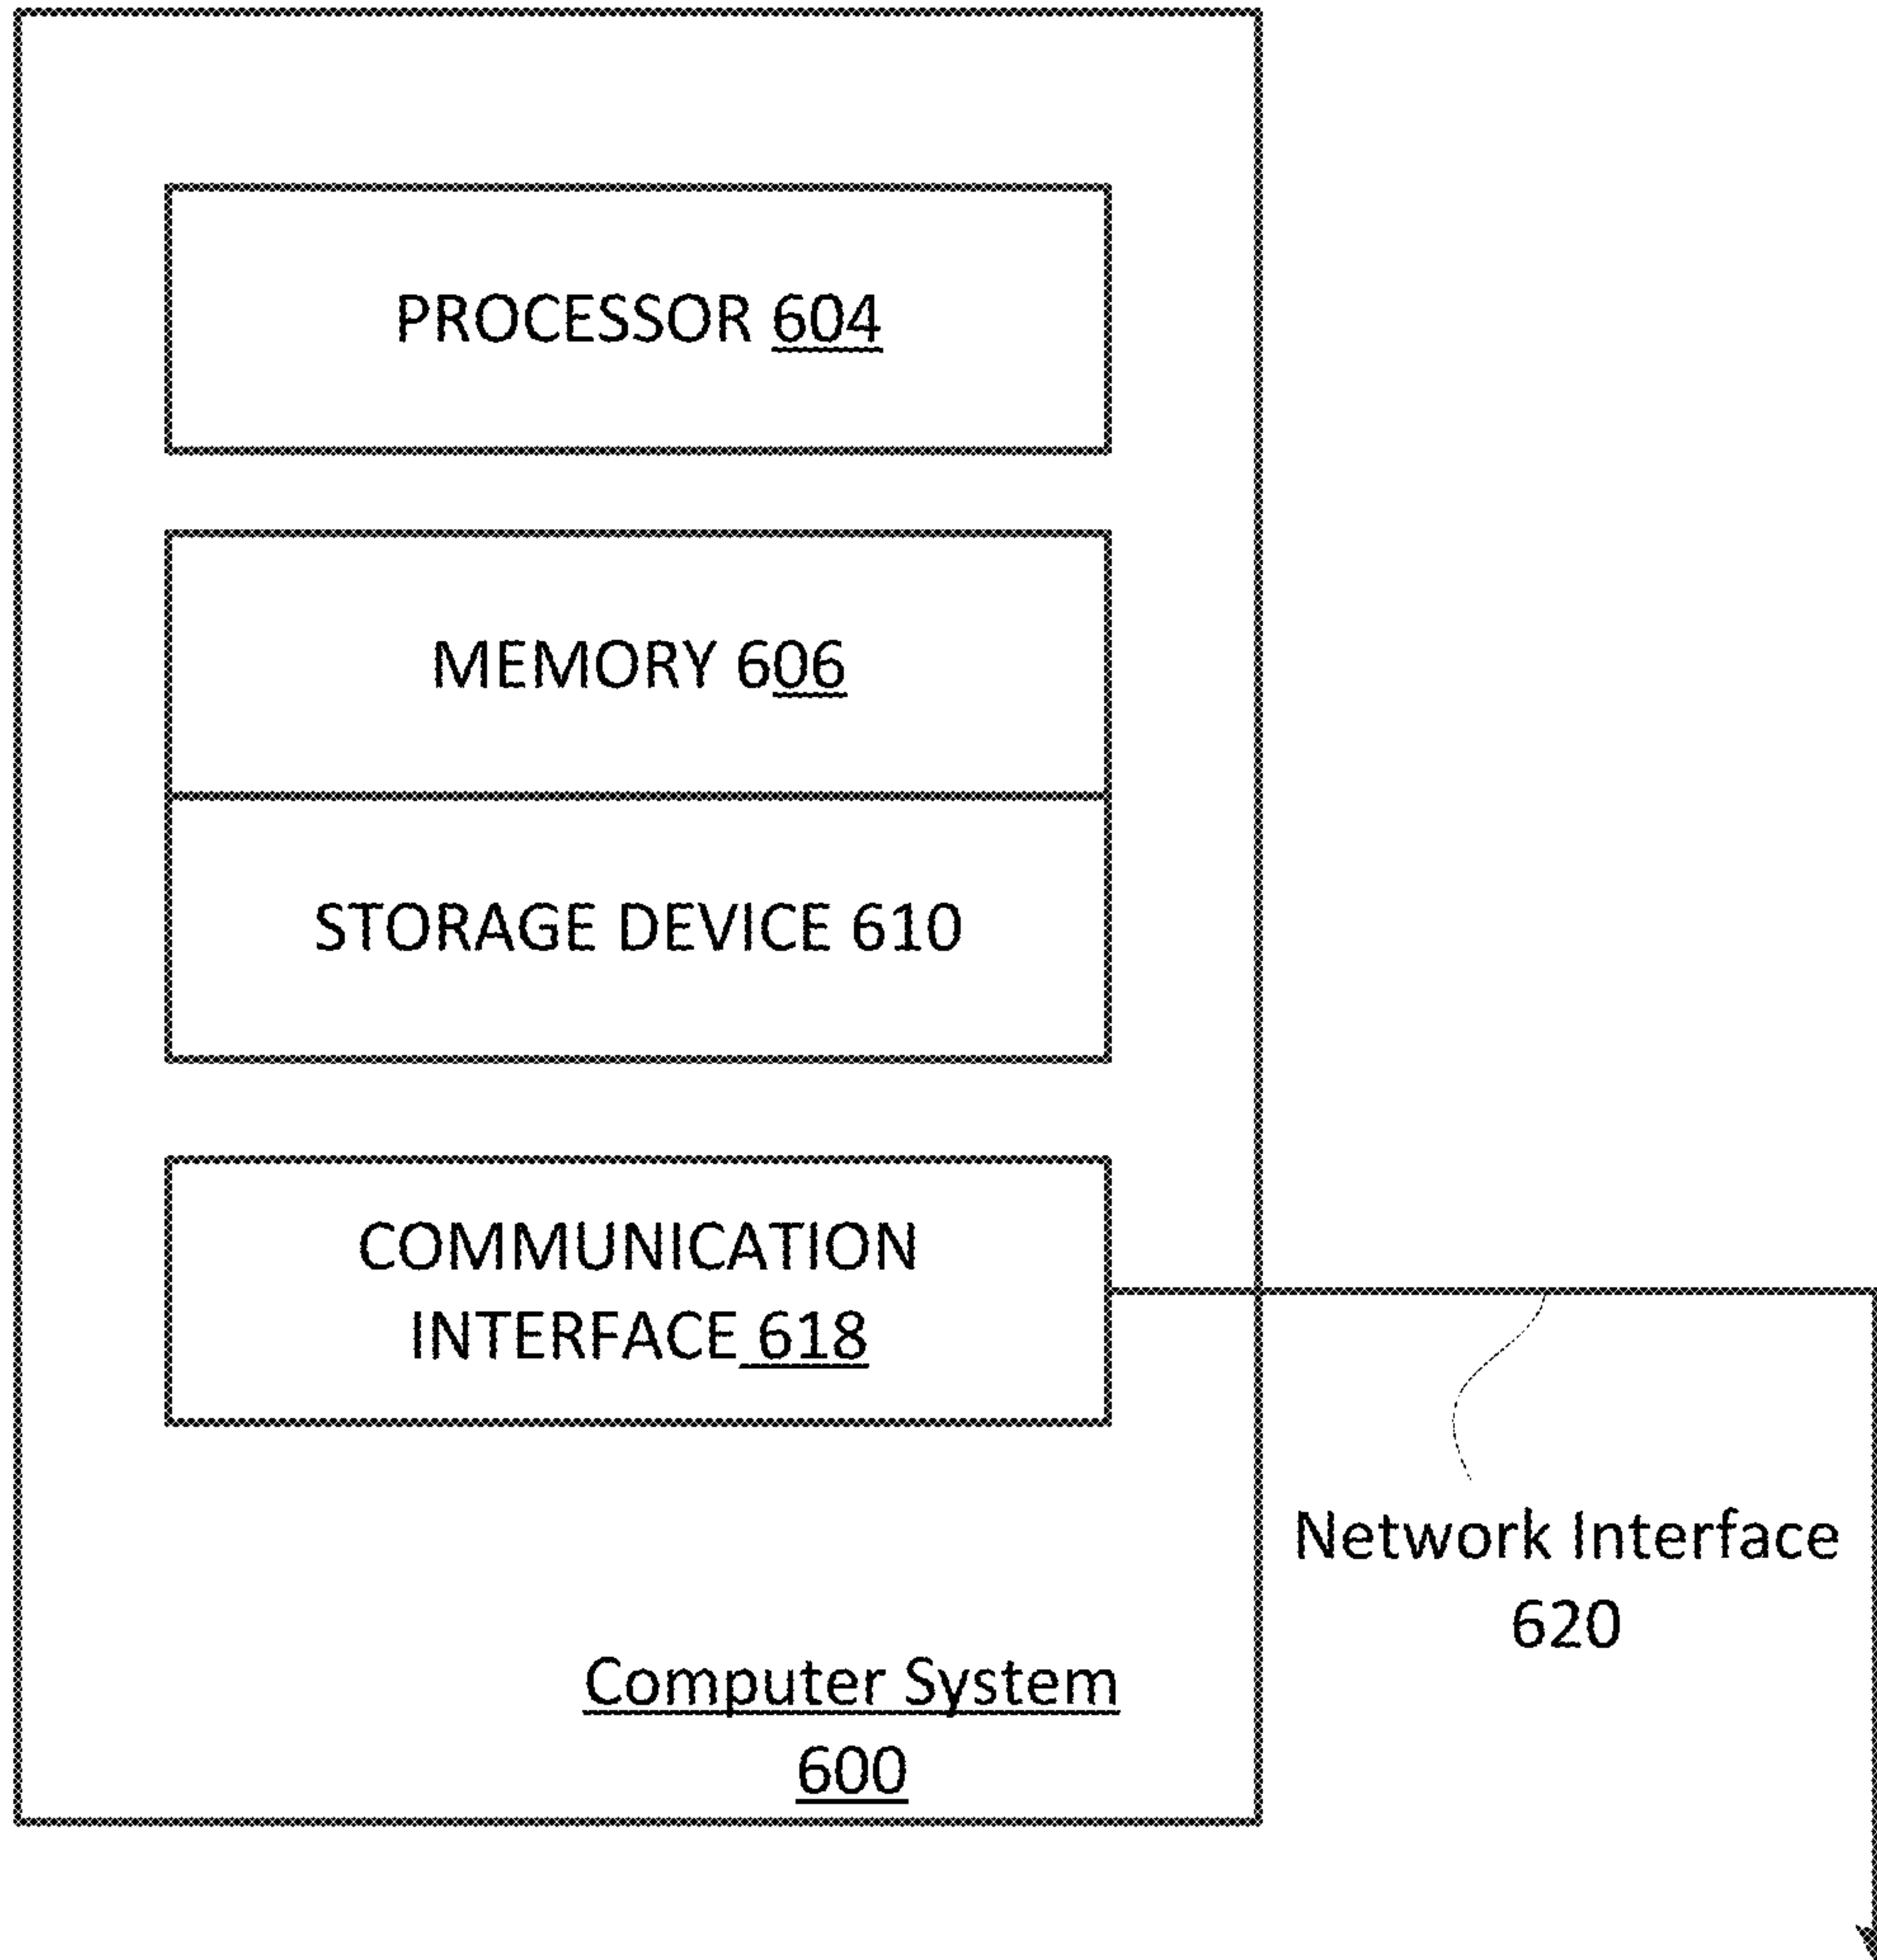 PROCESSOR 604
MEMORY 606
STORAGE DEVICE 610
COMMUNICATION
INTERFACE 618
Network Interface
620
Computer System
600